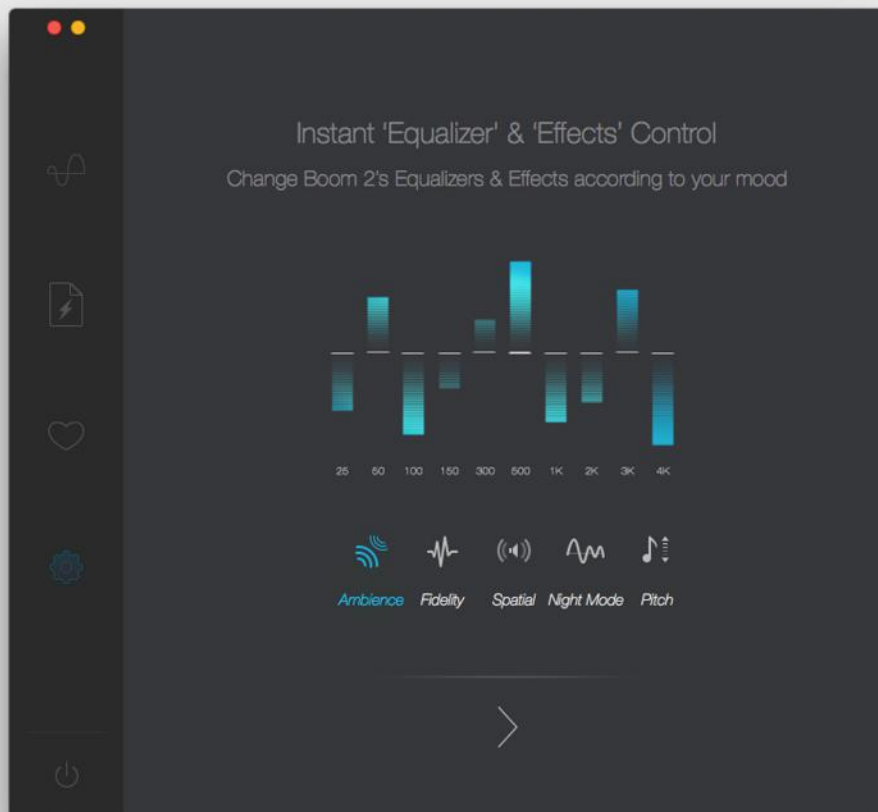 Instant 'Equalizer' & 'Effects' Control
Change Boom 2's Equalizers & Effects according to your mood
25 60 100 150 300 500 1K 2K 3K 4K
Ambience Fidelity Spatial Night Mode Pitch